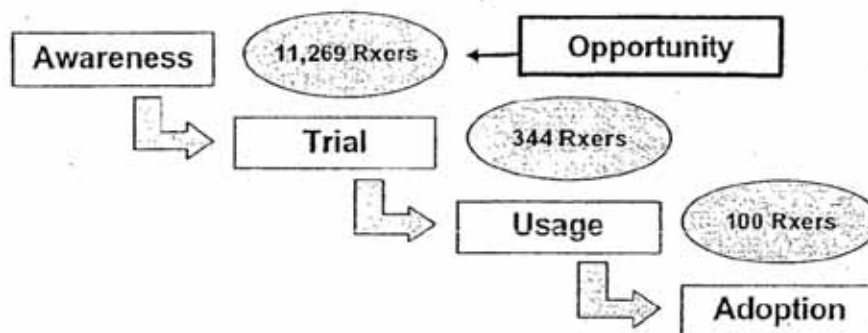 Awareness
11,269 Rxers
Opportunity
Trial
344 Rxers
Usage
100 Rxers
Adoption